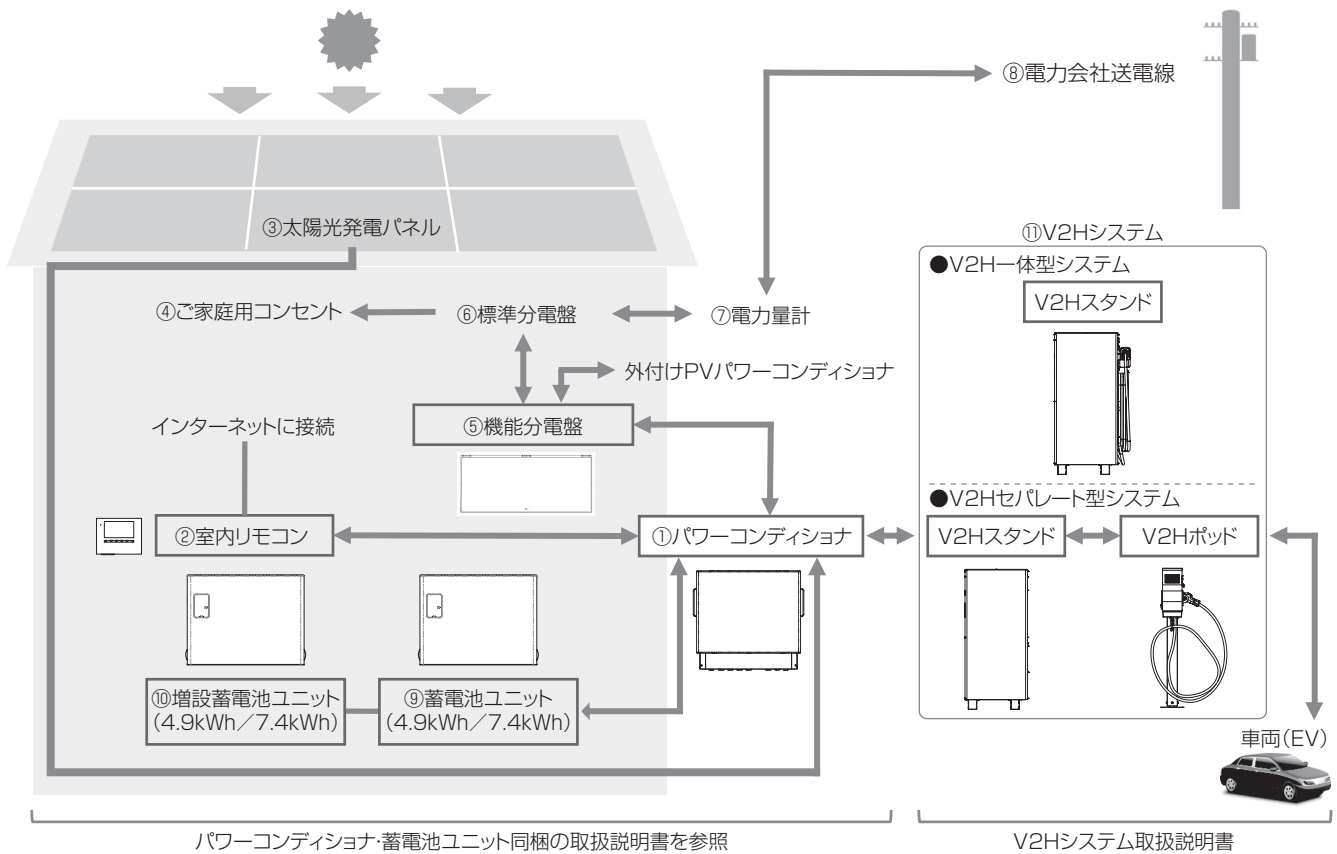 ⑧電力会社送電線
③太陽光発電パネル
④ご家庭用コンセント
⑥標準分電盤
⑦電力量計
外付けPVパワーコンディショナ
⑤機能分電盤
インターネットに接続
②室内リモコン
①パワーコンディショナ
⑩増設蓄電池ユニット
(4.9kWh/7.4kWh)
⑨蓄電池ユニット
(4.9kWh/7.4kWh)
⑪V2Hシステム
●V2H一体型システム
V2Hスタンド
●V2Hセパレート型システム
V2Hスタンド
V2Hポッド
車両(EV)
パワーコンディショナ・蓄電池ユニット同梱の取扱説明書を参照
V2Hシステム取扱説明書